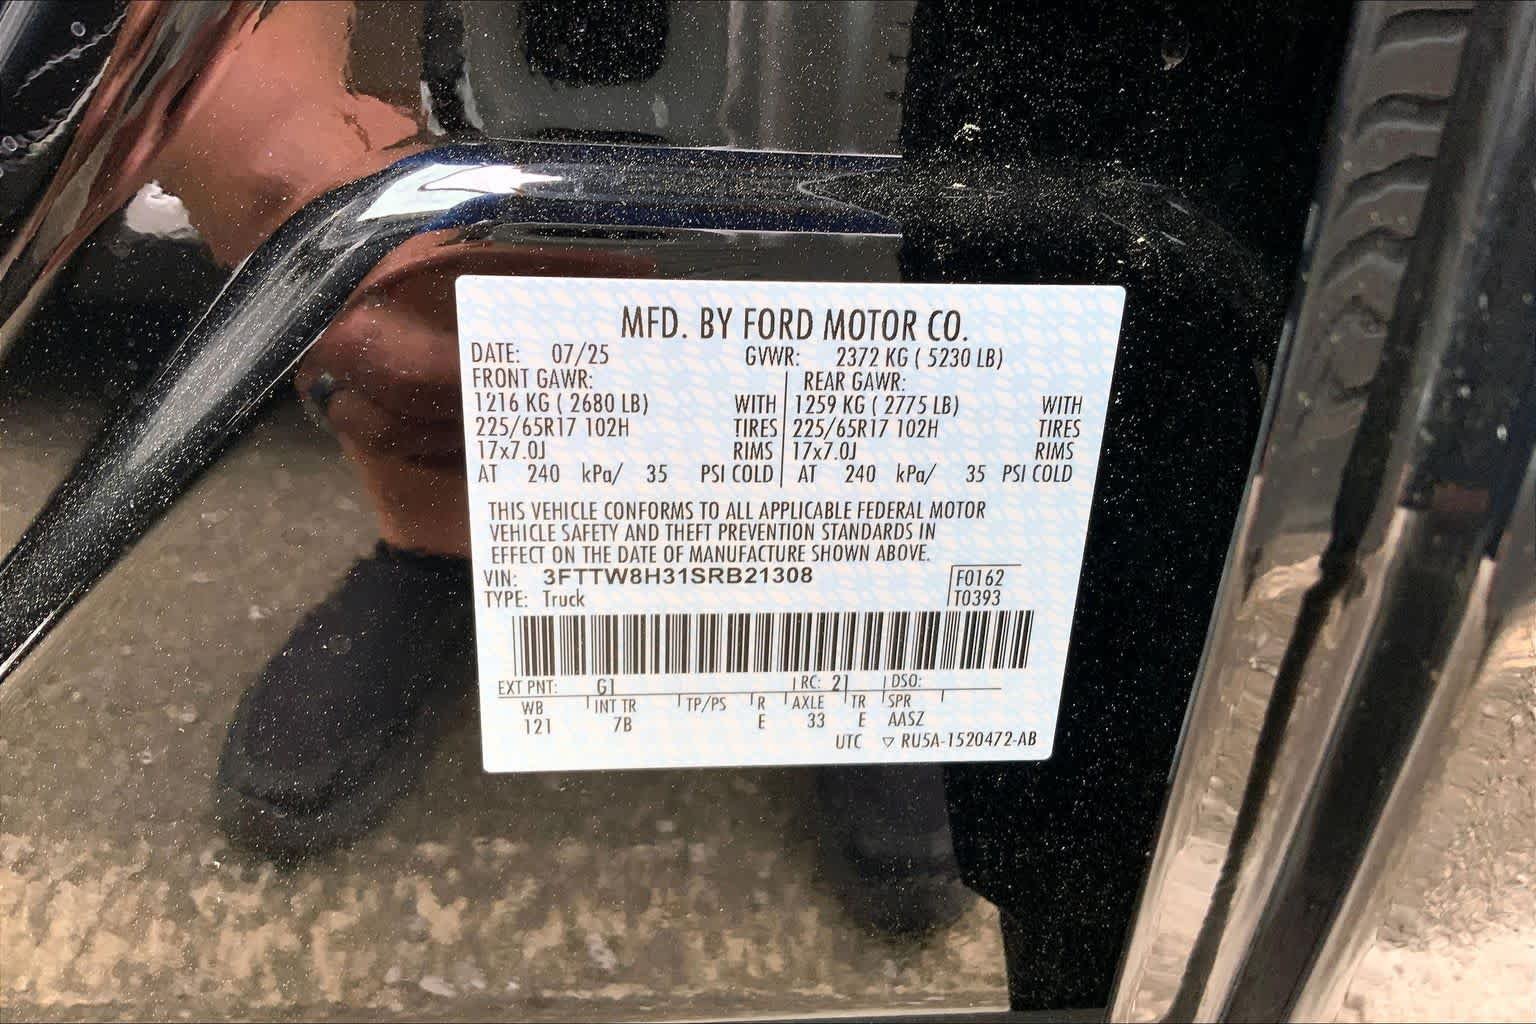 MFD. BY FORD MOTOR CO.
DATE: 07/25 GVWR: 2372 KG ( 5230 LB)
FRONT GAWR: REAR GAWR:
1216 KG ( 2680 LB) WITH 1259 KG ( 2775 LB) WITH
225/65R17 102H TIRES 225/65R17 102H TIRES
17x7.0J RIMS 17x7.0J RIMS
AT 240 kPa/ 35 PSI COLD AT 240 kPa/ 35 PSI COLD
THIS VEHICLE CONFORMS TO ALL APPLICABLE FEDERAL MOTOR
VEHICLE SAFETY AND THEFT PREVENTION STANDARDS IN
EFFECT ON THE DATE OF MANUFACTURE SHOWN ABOVE.
VIN: 3FTTW8H31SRB21308 F0162
TYPE: Truck T0393
EXT PNT: G1 RC: 21 DSO:
WB INT TR TP/PS R AXLE TR SPR
121 7B E 33 E AASZ
UTC ▽ RU5A-1520472-AB